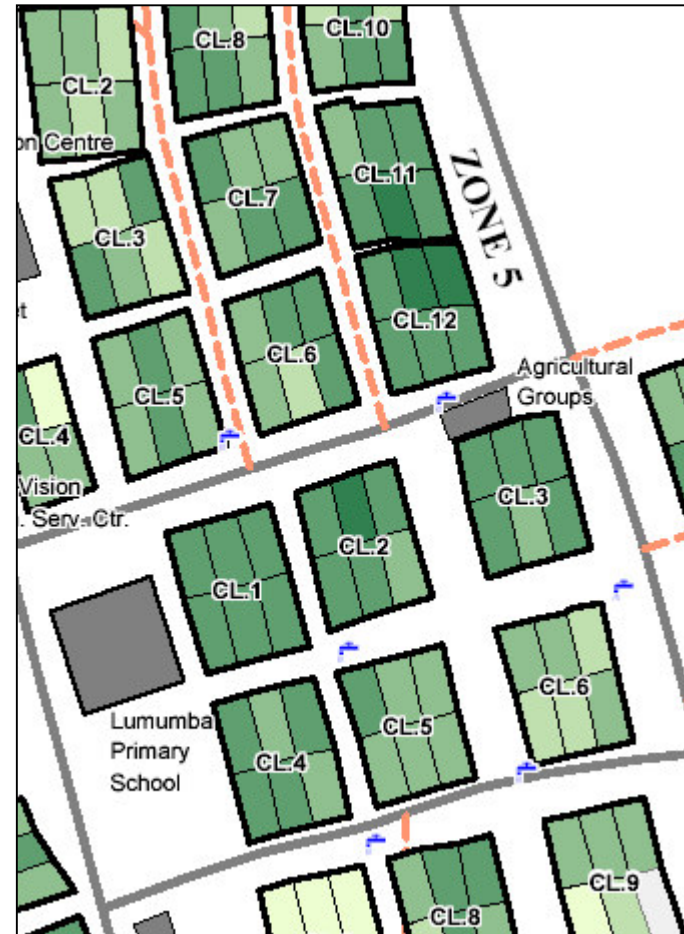 CL.10
CL.8
CL.2
on Centre
CL.11
ZONE 5
CL.7
CL.3
et
CL.12
CL.6
Agricultural
Groups
CL.5
CL.4
Vision
. Serv. Ctr.
CL.3
CL.2
CL.1
CL.6
CL.5
Lumumba
Primary
School
CL.4
CL.9
CL.8